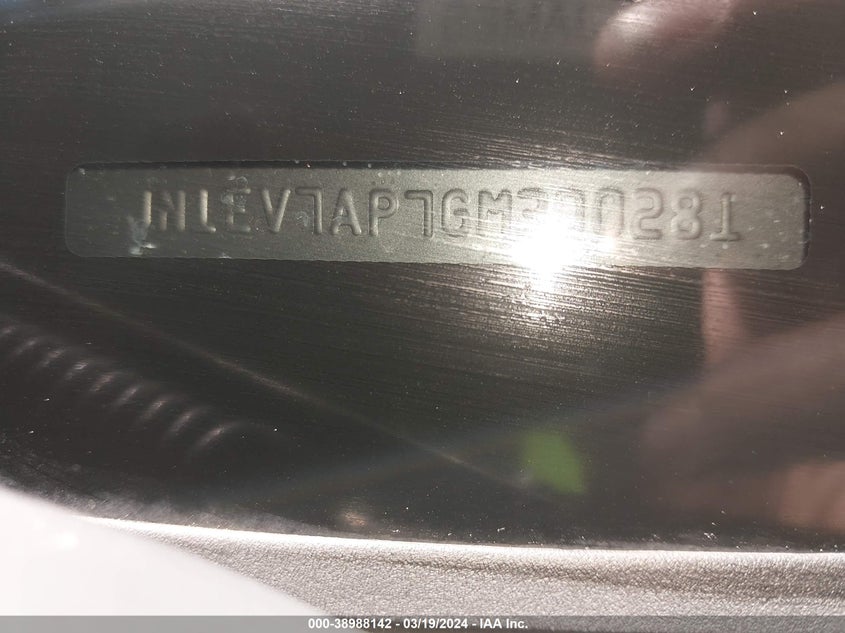 JN1EV7AP7GM300281
000-38988142 - 03/19/2024 - IAA Inc.